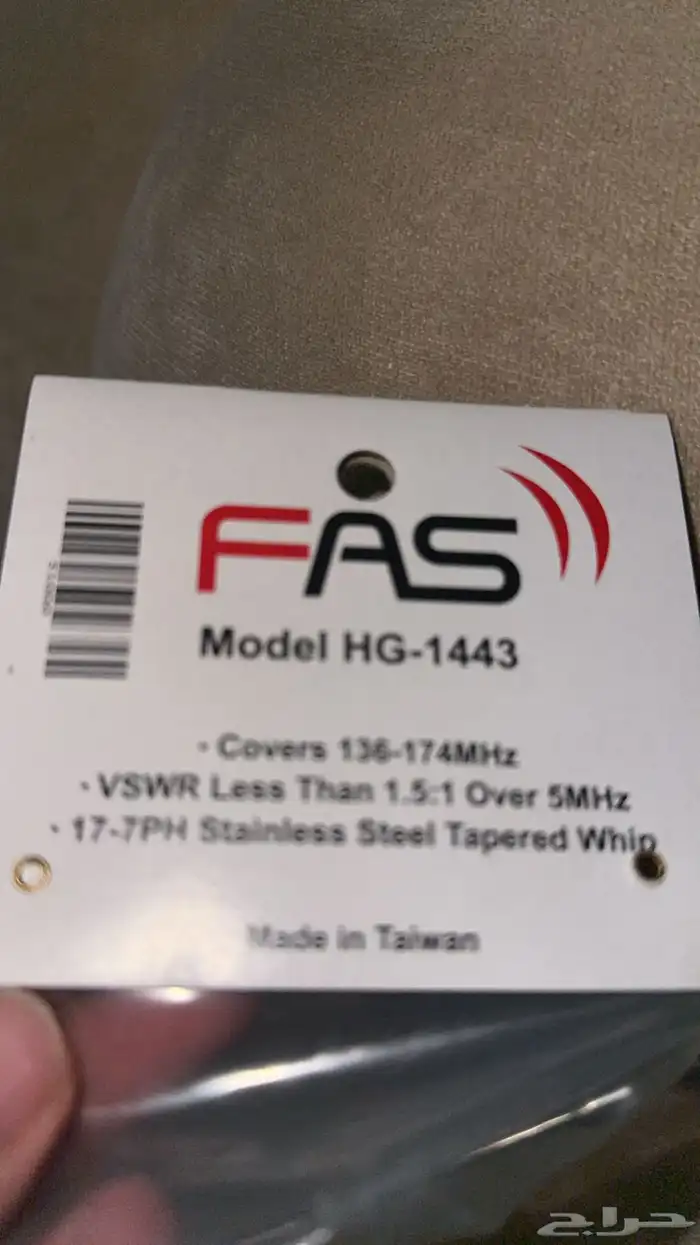 FAS
Model HG-1443
· Covers 136-174MHz
· VSWR Less Than 1.5:1 Over 5MHz
· 17-7PH Stainless Steel Tapered Whip
Made in Taiwan
حراج